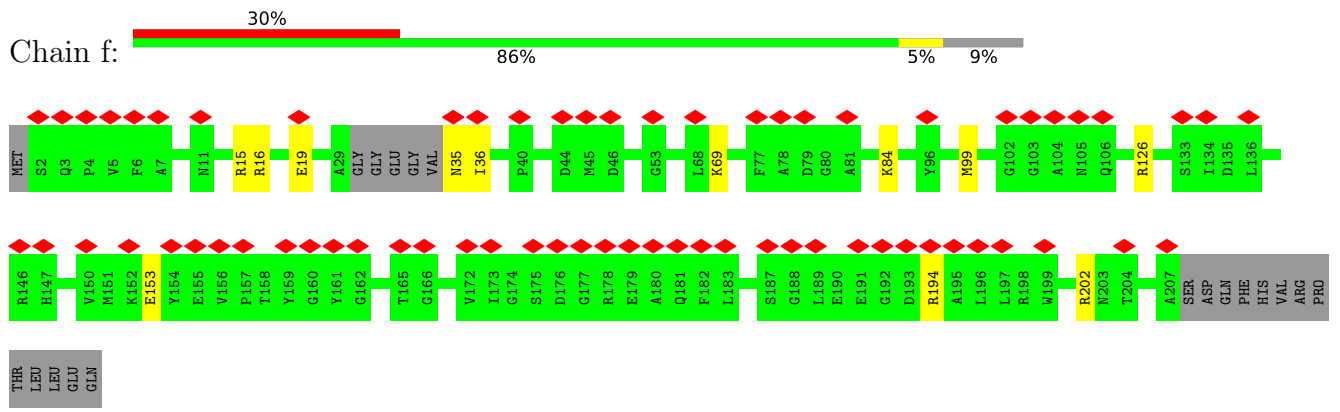 30%
Chain f:
86% 5% 9%
MET S2 Q3 P4 V5 F6 A7 N11 R15 R16 E19 A29 GLY GLY GLU GLY VAL N35 I36 P40 D44 M45 D46 G53 L68 K69 F77 A78 D79 G80 A81 K84 Y96 M99 G102 G103 A104 N105 Q106 R126 S133 I134 D135 L136
R146 H147 V150 M151 K152 E153 Y154 E155 V156 P157 T158 Y159 G160 Y161 G162 T165 G166 V172 I173 G174 S175 D176 G177 R178 E179 A180 Q181 F182 L183 S187 G188 L189 E190 E191 G192 D193 R194 A195 L196 L197 R198 W199 R202 N203 T204 A207 SER ASP GLN PHE HIS VAL ARG PRO
THR LEU LEU GLU GLN